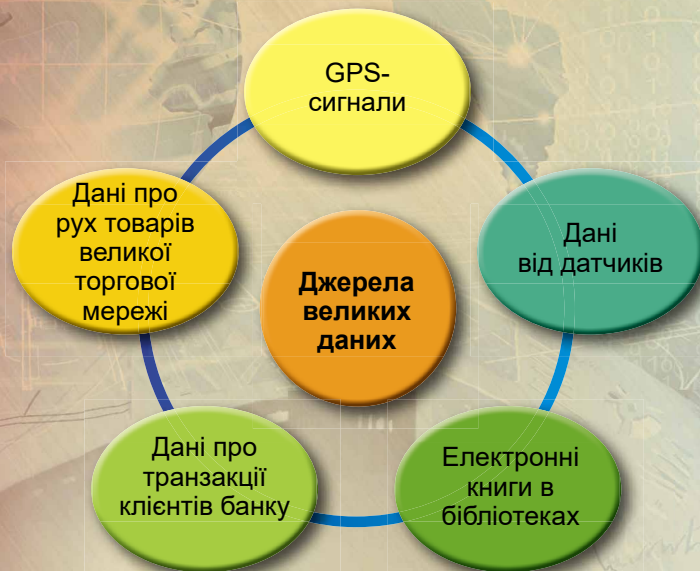 GPS-
сигнали
Дані
від датчиків
Електронні
книги в
бібліотеках
Дані про
транзакції
клієнтів банку
Дані про
рух товарів
великої
торгової
мережі
Джерела
великих
даних